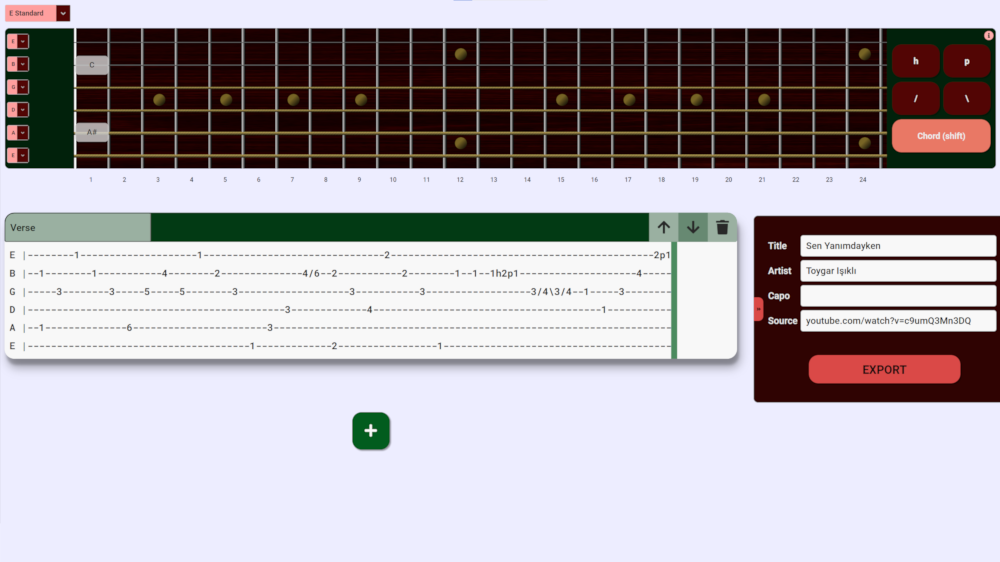 E Standard
E
B
G
D
A
E
C
A#
1 2 3 4 5 6 7 8 9 10 11 12 13 14 15 16 17 18 19 20 21 22 23 24
i
h p
/ \
Chord (shift)
Verse
E |--------1--------------------1-------------------------------2---------------------------------------------2p1
B |--1--------1-----------4--------2--------------4/6--2-----------2--------1--1--1h2p1--------------------4-----
G |-----3--------3-----5-----5--------3-------------------3-----------3------------------3/4\3/4--1-----3--------
D |--------------------------------------------3-------------4---------------------------------------1-----------
A |--1--------------6-----------------------3--------------------------------------------------------------------
E |--------------------------------------1-------------2-----------------1---------------------------------------
Title Sen Yanımdayken
Artist Toygar Işıklı
Capo
Source youtube.com/watch?v=c9umQ3Mn3DQ
EXPORT
+